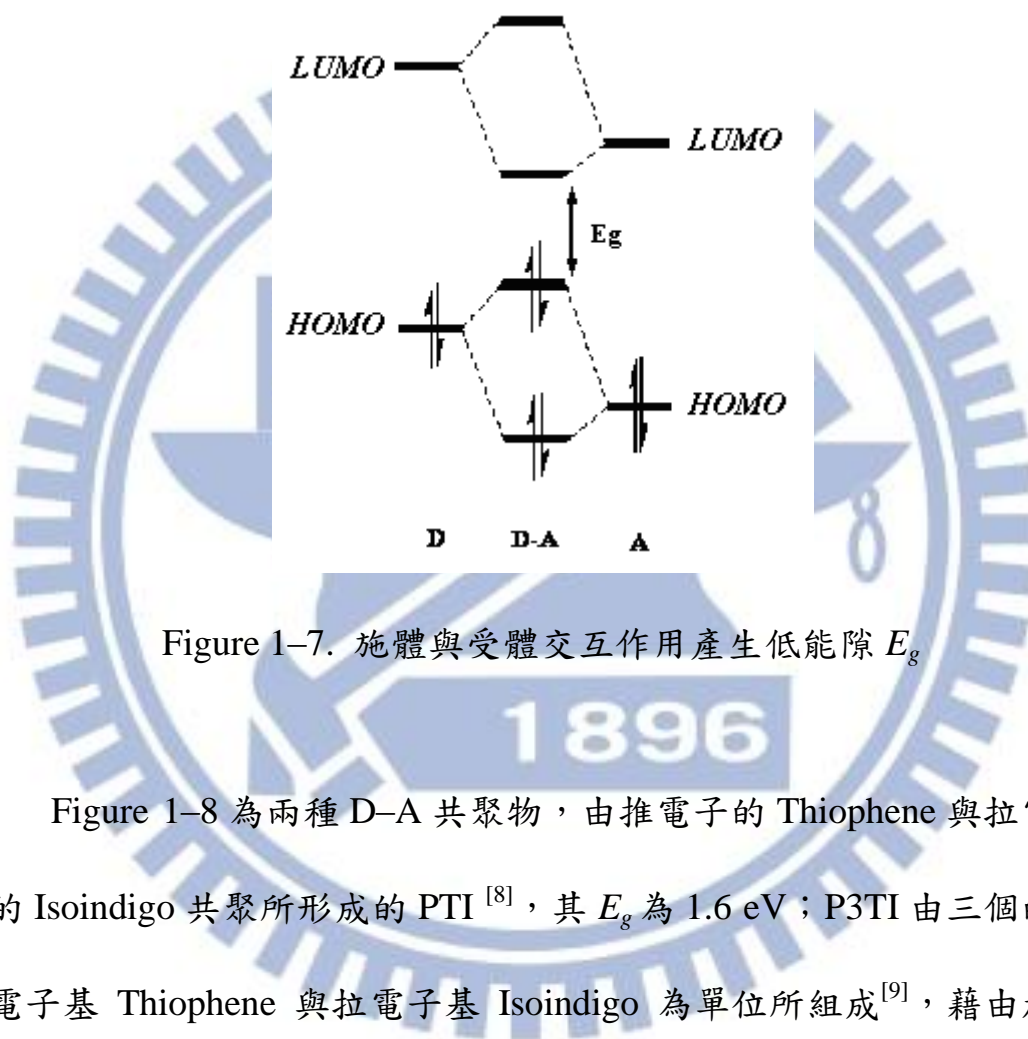 LUMO
LUMO
Eg
HOMO
HOMO
D D-A A
Figure 1–7. 施體與受體交互作用產生低能隙 Eg
1896
Figure 1–8 為兩種 D–A 共聚物，由推電子的 Thiophene 與拉
的 Isoindigo 共聚所形成的 PTI [8]，其 Eg 為 1.6 eV；P3TI 由三個
電子基 Thiophene 與拉電子基 Isoindigo 為單位所組成[9]，藉由